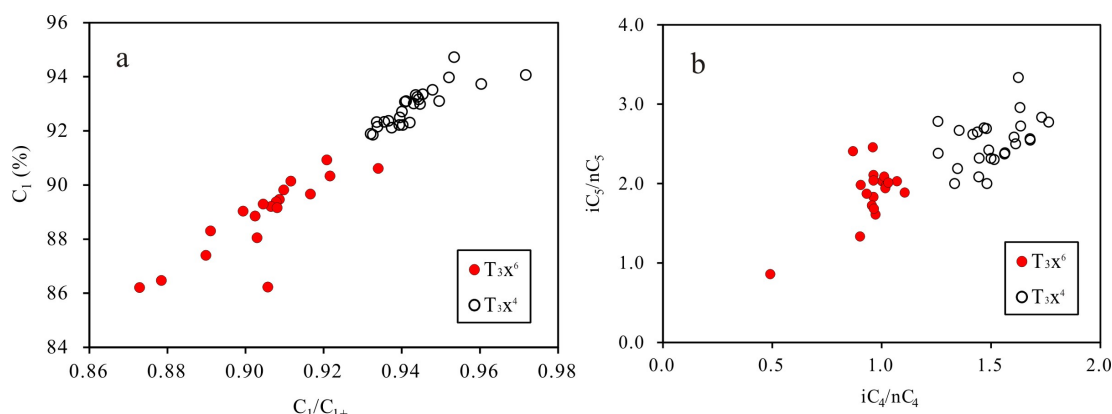 a
C₁ (%)
96
94
92
90
88
86
84
0.86 0.88 0.90 0.92 0.94 0.96 0.98
C₁/C₁₊
T₃x⁶
T₃x⁴
b
iC₅/nC₅
4.0
3.0
2.0
1.0
0.0
0.0 0.5 1.0 1.5 2.0
iC₄/nC₄
T₃x⁶
T₃x⁴